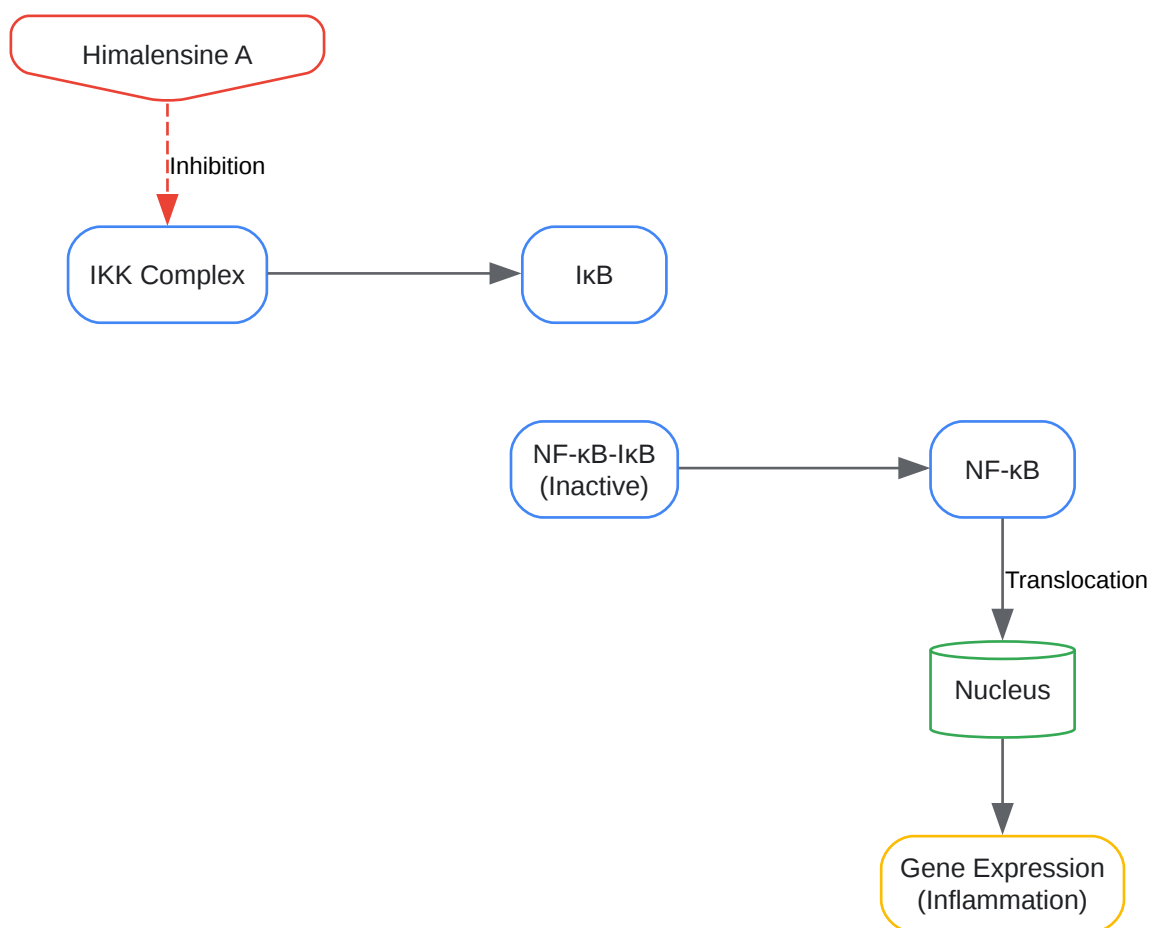 Himalensine A
Inhibition
IKK Complex
IκB
NF-κB-IκB
(Inactive)
NF-κB
Translocation
Nucleus
Gene Expression
(Inflammation)